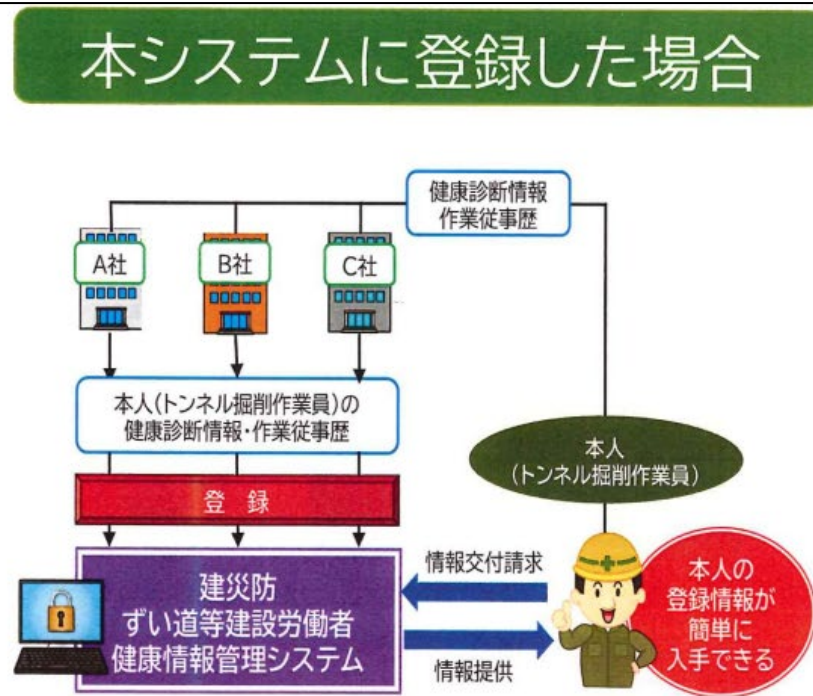 本システムに登録した場合
健康診断情報
作業従事歴
A社
B社
C社
本人(トンネル掘削作業員)の
健康診断情報・作業従事歴
登 録
本人
(トンネル掘削作業員)
建災防
ずい道等建設労働者
健康情報管理システム
情報交付請求
情報提供
本人の
登録情報が
簡単に
入手できる